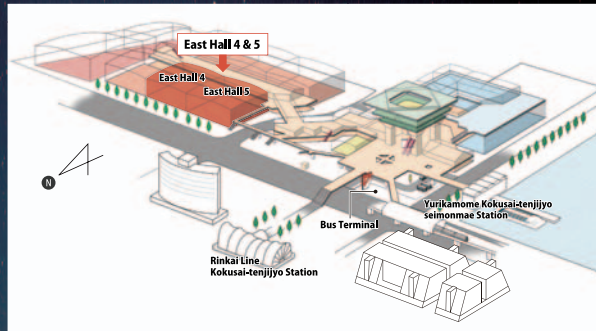 East Hall 4 & 5
East Hall 4
East Hall 5
N
Yurikamome Kokusai-tenjijyo
seimonmae Station
Bus Terminal
Rinkai Line
Kokusai-tenjijyo Station